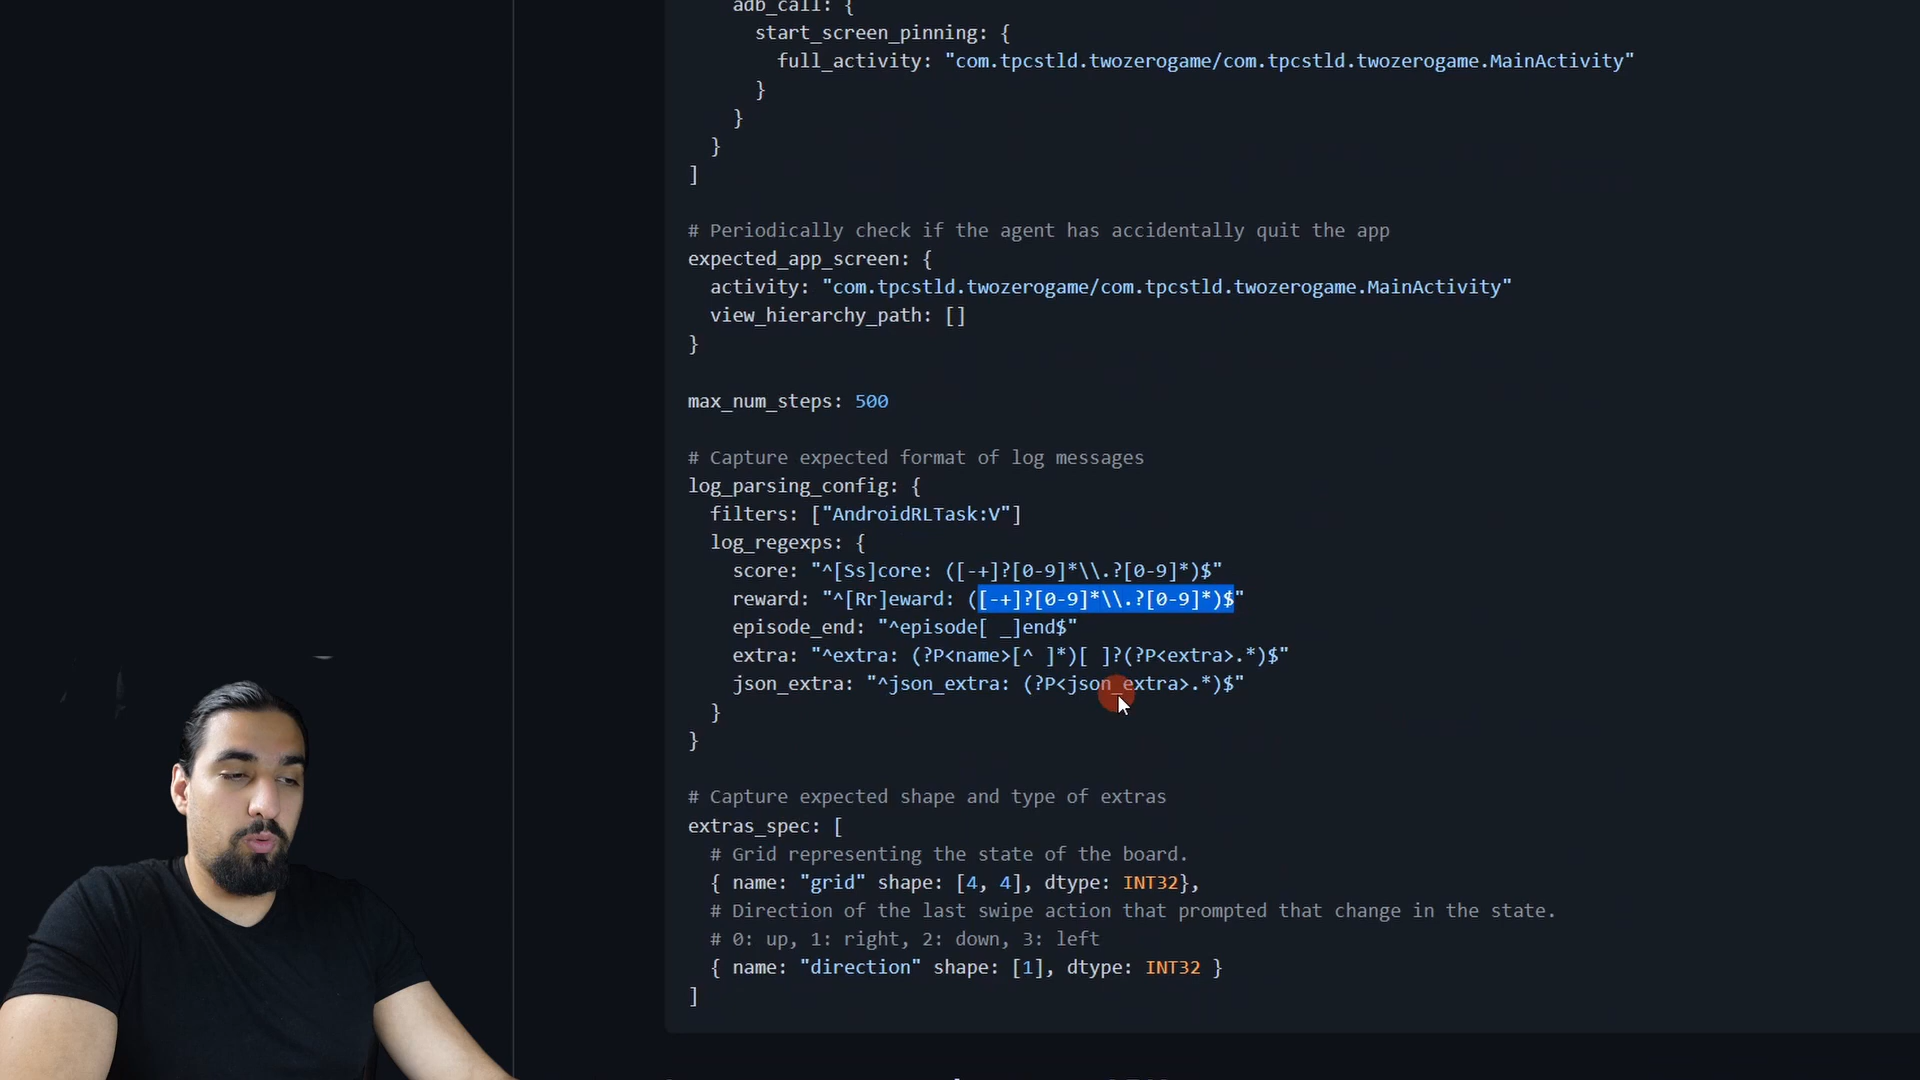 adb_call: {
start_screen_pinning: {
full_activity: "com.tpcstld.twozerogame/com.tpcstld.twozerogame.MainActivity"
}
}
}
]
# Periodically check if the agent has accidentally quit the app
expected_app_screen: {
activity: "com.tpcstld.twozerogame/com.tpcstld.twozerogame.MainActivity"
view_hierarchy_path: []
}
max_num_steps: 500
# Capture expected format of log messages
log_parsing_config: {
filters: ["AndroidRLTask:V"]
log_regexps: {
score: "^[Ss]core: ([-+]?[0-9]*\\.?[0-9]*)$"
reward: "^[Rr]eward: ([-+]?[0-9]*\\.?[0-9]*)$"
episode_end: "^episode[ _]end$"
extra: "^extra: (?P<name>[^ ]*)[ ]?(?P<extra>.*)$"
json_extra: "^json_extra: (?P<json_extra>.*)$"
}
}
# Capture expected shape and type of extras
extras_spec: [
# Grid representing the state of the board.
{ name: "grid" shape: [4, 4], dtype: INT32},
# Direction of the last swipe action that prompted that change in the state.
# 0: up, 1: right, 2: down, 3: left
{ name: "direction" shape: [1], dtype: INT32 }
]